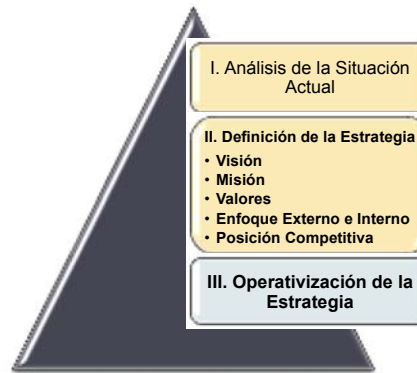 I. Análisis de la Situación
Actual
II. Definición de la Estrategia
• Visión
• Misión
• Valores
• Enfoque Externo e Interno
• Posición Competitiva
III. Operativización de la
Estrategia